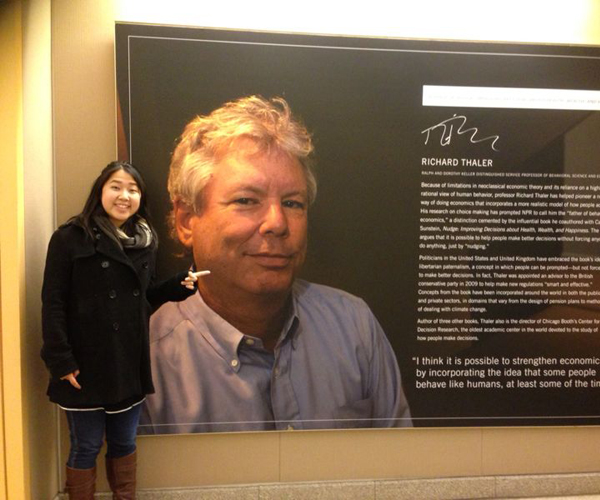 RICHARD THALER
RALPH AND DOROTHY KELLER DISTINGUISHED SERVICE PROFESSOR OF BEHAVIORAL SCIENCE AND
Because of limitations in neoclassical economic theory and its reliance on a high
rational view of human behavior, professor Richard Thaler has helped pioneer a
way of doing economics that incorporates a more realistic model of how people
His research on choice making has prompted NPR to call him the "father of
economics," a distinction cemented by the influential book he coauthored with
Sunstein, Nudge: Improving Decisions about Health, Wealth, and Happiness. The
argues that it is possible to help people make better decisions without forcing
do anything, just by "nudging."
Politicians in the United States and United Kingdom have embraced the book's
libertarian paternalism, a concept in which people can be prompted—but not
to make better decisions. In fact, Thaler was appointed an advisor to the British
conservative party in 2009 to help make new regulations "smart and effective."
Concepts from the book have been incorporated around the world in both the
and private sectors, in domains that vary from the design of pension plans to
of dealing with climate change.
Author of three other books, Thaler also is the director of Chicago Booth's Center for
Decision Research, the oldest academic center in the world devoted to the study of
how people make decisions.
"I think it is possible to strengthen economic
by incorporating the idea that some people
behave like humans, at least some of the